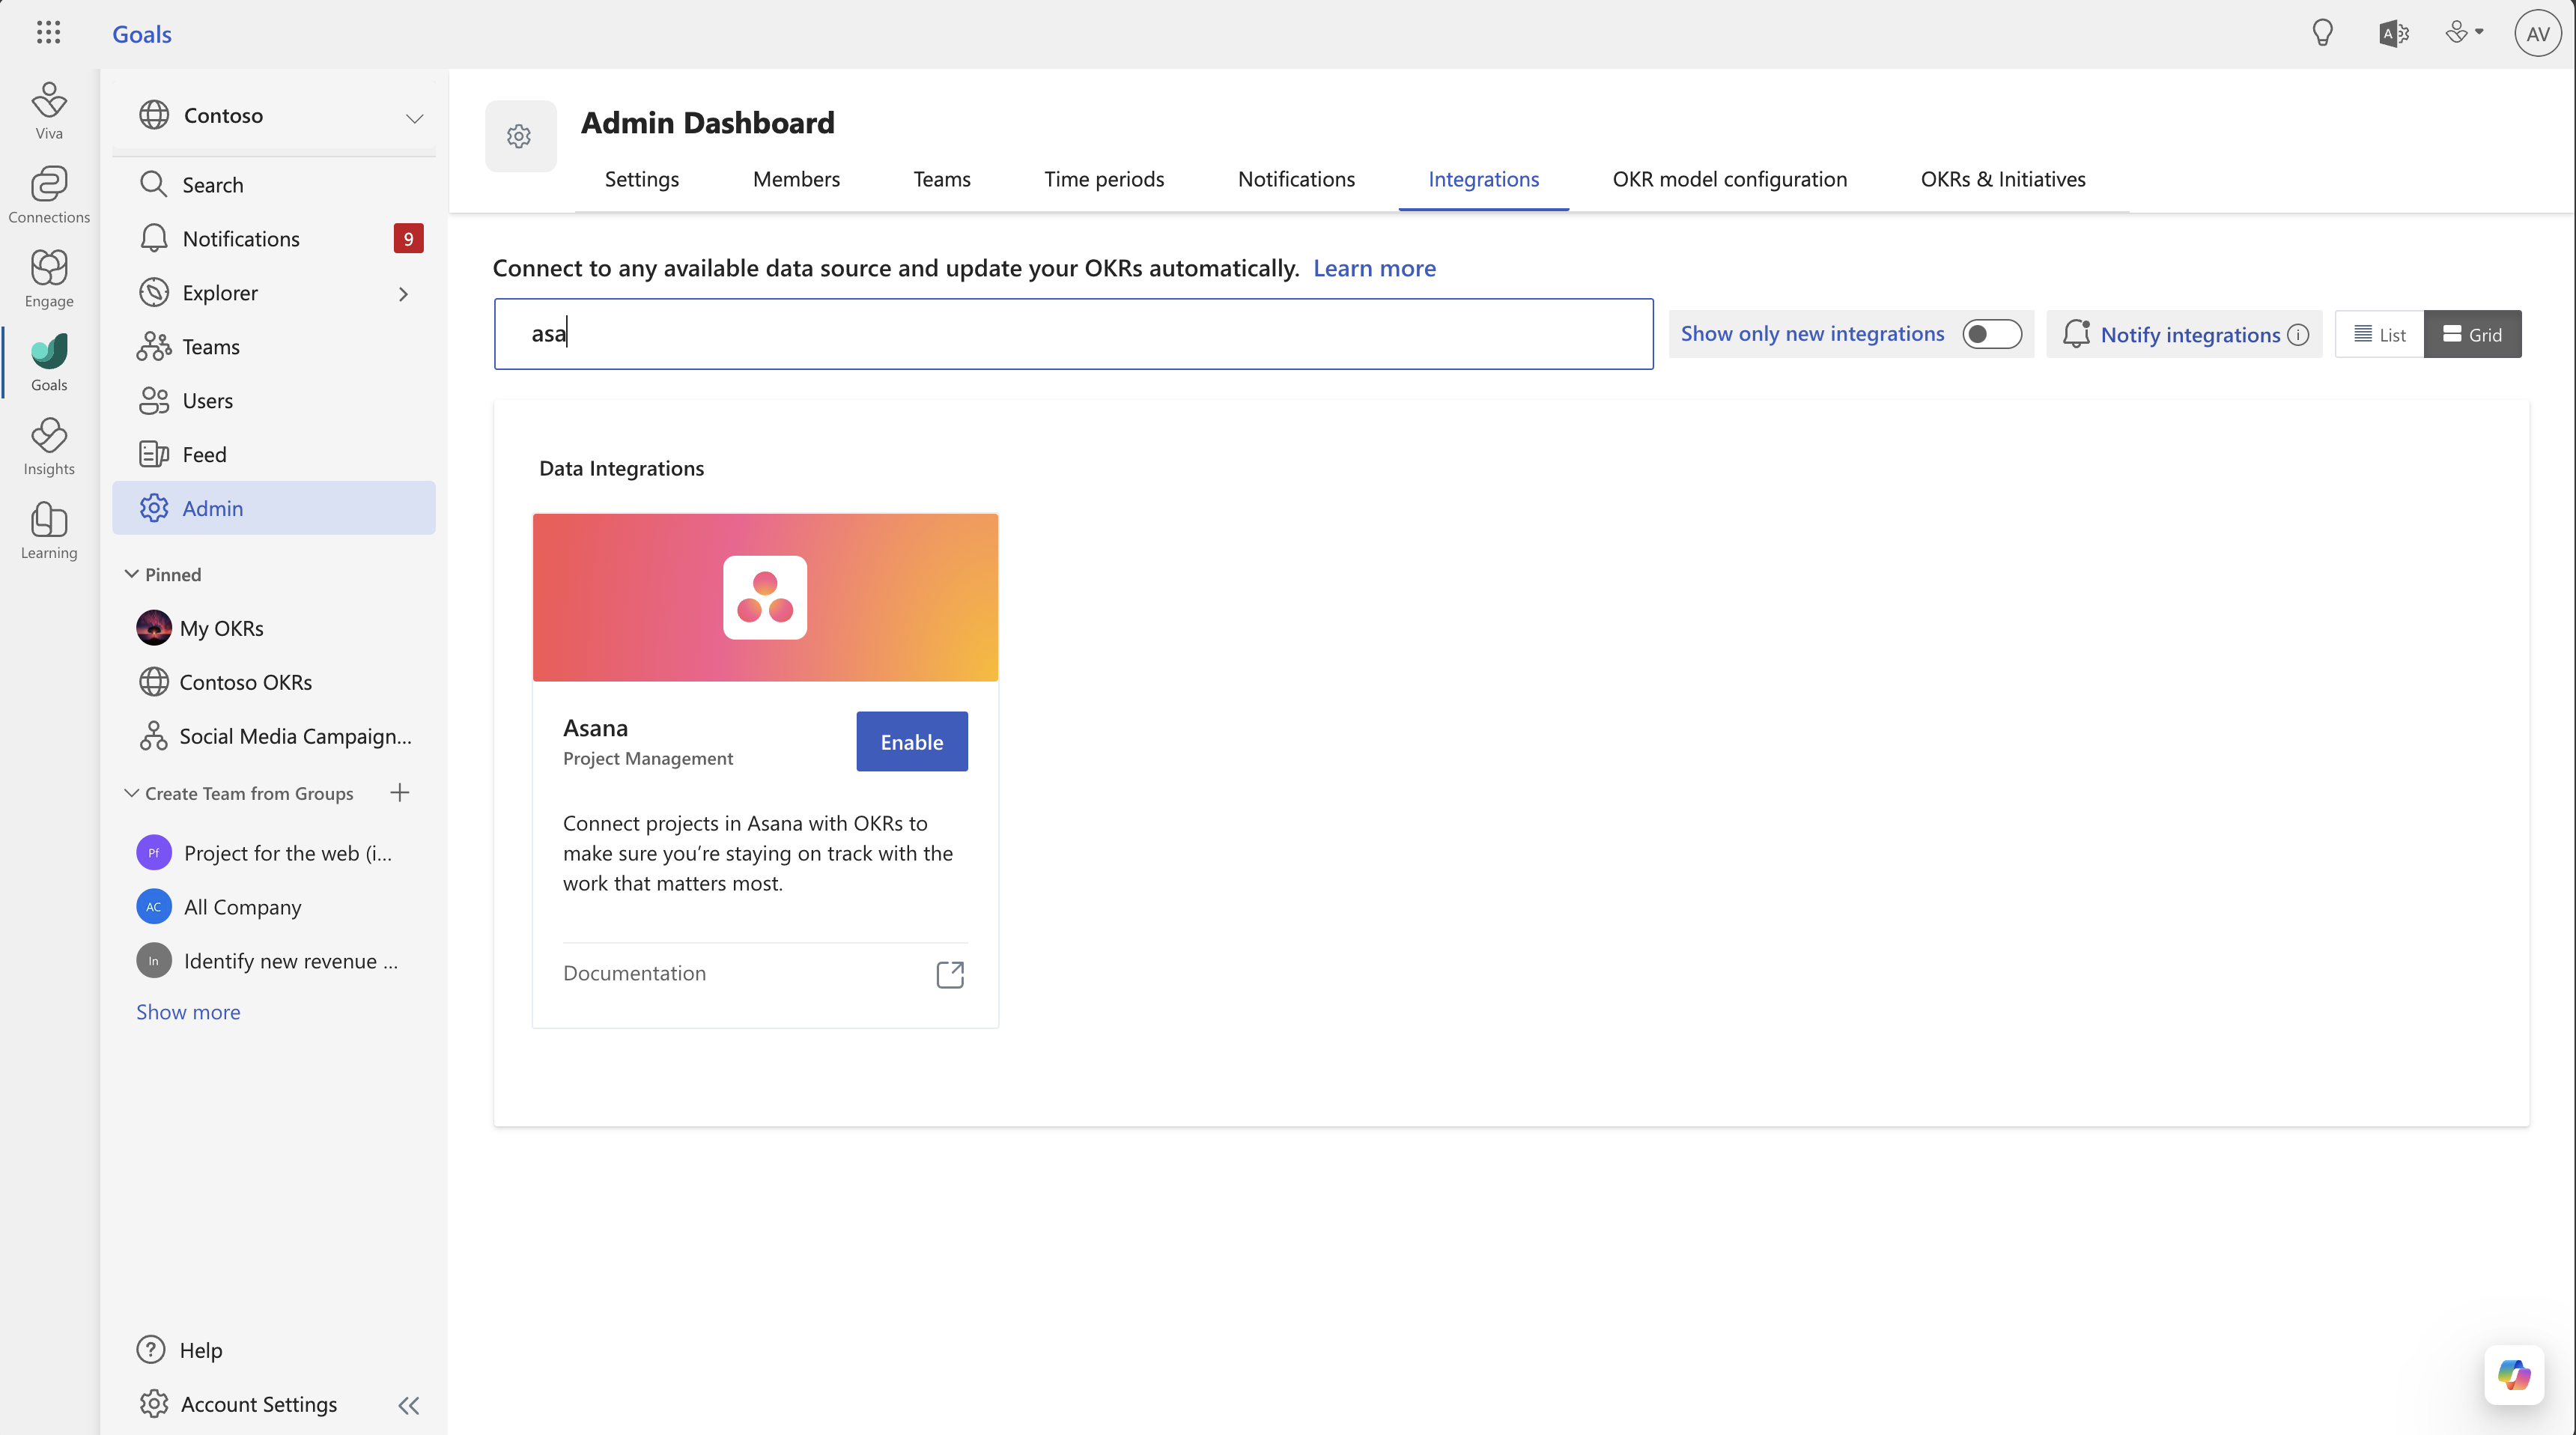 Goals
AV
Viva
Connections
Engage
Goals
Insights
Learning
Contoso
Search
Notifications
9
Explorer
Teams
Users
Feed
Admin
Pinned
My OKRs
Contoso OKRs
Social Media Campaign...
Create Team from Groups
Pf
Project for the web (i...
AC
All Company
In
Identify new revenue ...
Show more
Help
Account Settings
Admin Dashboard
Settings
Members
Teams
Time periods
Notifications
Integrations
OKR model configuration
OKRs & Initiatives
Connect to any available data source and update your OKRs automatically. Learn more
asa
Show only new integrations
Notify integrations
List
Grid
Data Integrations
Asana
Project Management
Enable
Connect projects in Asana with OKRs to
make sure you’re staying on track with the
work that matters most.
Documentation